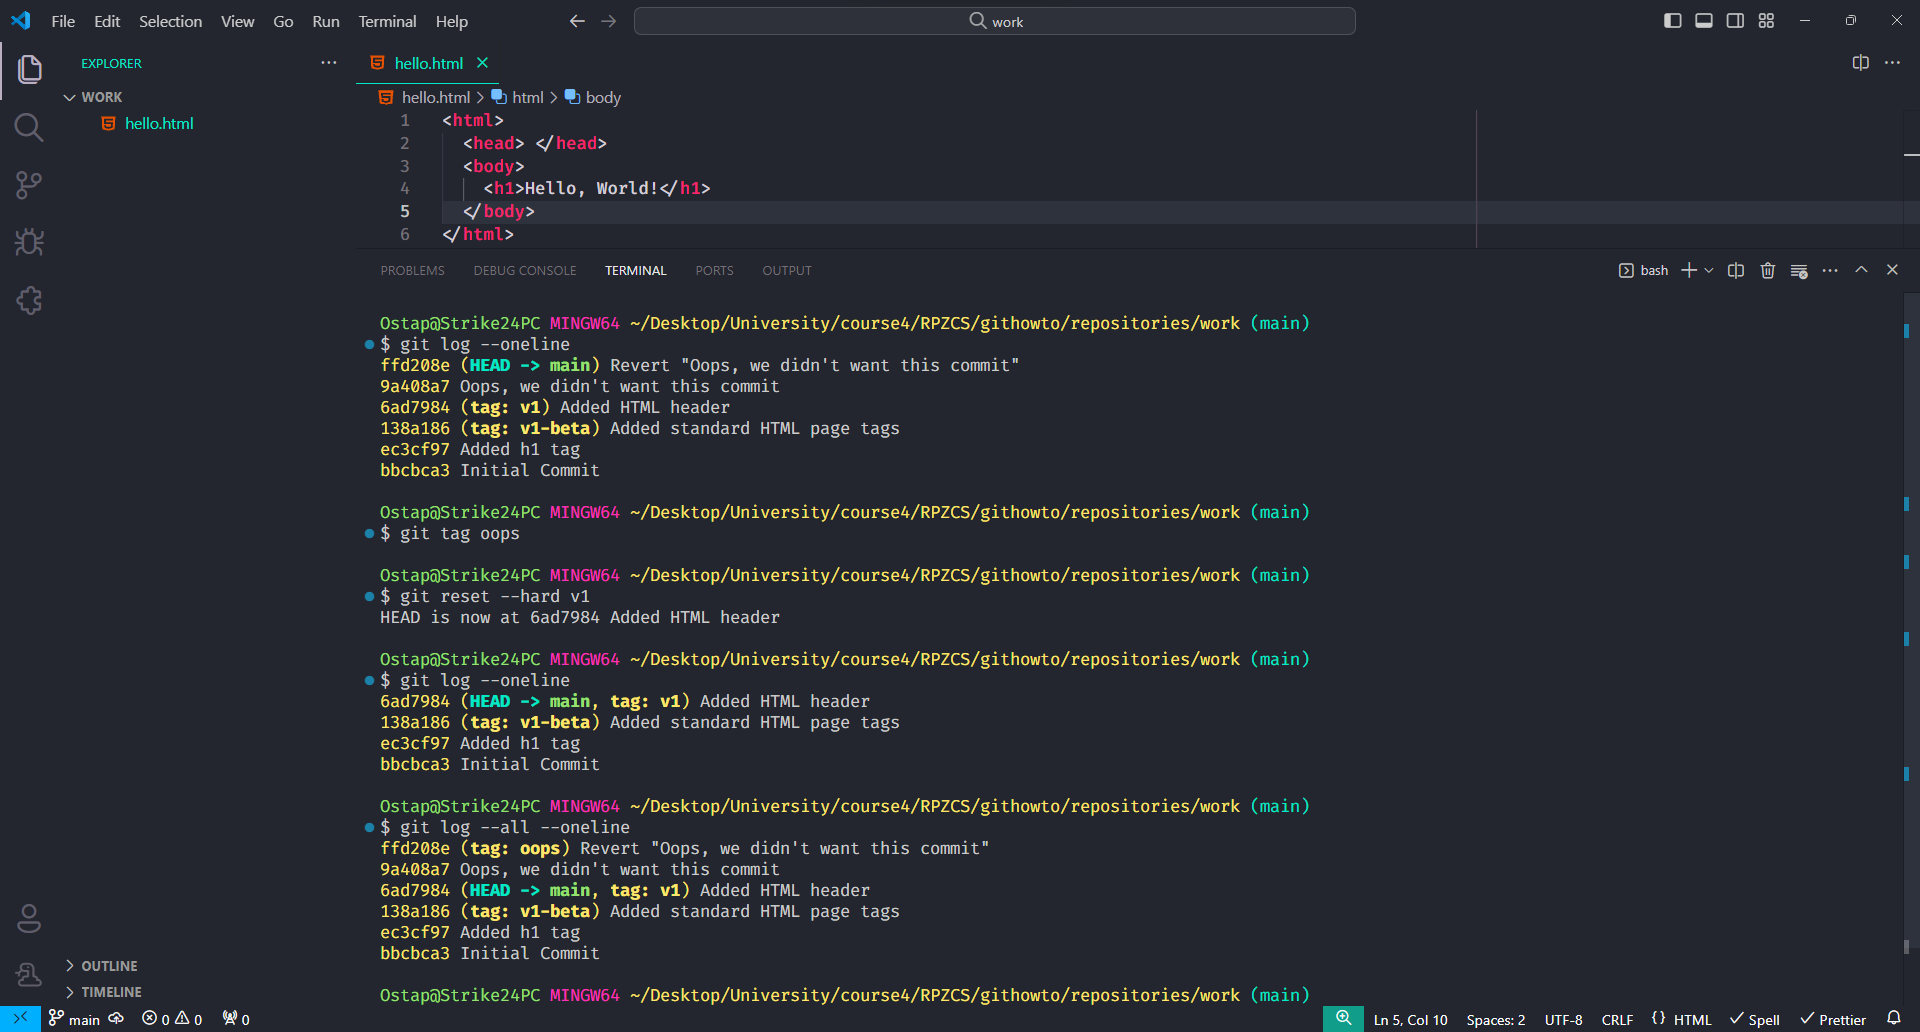 File Edit Selection View Go Run Terminal Help
work
EXPLORER
WORK
hello.html
hello.html
hello.html > html > body
1 <html>
2 <head> </head>
3 <body>
4 <h1>Hello, World!</h1>
5 </body>
6 </html>
PROBLEMS DEBUG CONSOLE TERMINAL PORTS OUTPUT
bash
Ostap@Strike24PC MINGW64 ~/Desktop/University/course4/RPZCS/githowto/repositories/work (main)
$ git log --oneline
ffd208e (HEAD -> main) Revert "Oops, we didn't want this commit"
9a408a7 Oops, we didn't want this commit
6ad7984 (tag: v1) Added HTML header
138a186 (tag: v1-beta) Added standard HTML page tags
ec3cf97 Added h1 tag
bbcbca3 Initial Commit
Ostap@Strike24PC MINGW64 ~/Desktop/University/course4/RPZCS/githowto/repositories/work (main)
$ git tag oops
Ostap@Strike24PC MINGW64 ~/Desktop/University/course4/RPZCS/githowto/repositories/work (main)
$ git reset --hard v1
HEAD is now at 6ad7984 Added HTML header
Ostap@Strike24PC MINGW64 ~/Desktop/University/course4/RPZCS/githowto/repositories/work (main)
$ git log --oneline
6ad7984 (HEAD -> main, tag: v1) Added HTML header
138a186 (tag: v1-beta) Added standard HTML page tags
ec3cf97 Added h1 tag
bbcbca3 Initial Commit
Ostap@Strike24PC MINGW64 ~/Desktop/University/course4/RPZCS/githowto/repositories/work (main)
$ git log --all --oneline
ffd208e (tag: oops) Revert "Oops, we didn't want this commit"
9a408a7 Oops, we didn't want this commit
6ad7984 (HEAD -> main, tag: v1) Added HTML header
138a186 (tag: v1-beta) Added standard HTML page tags
ec3cf97 Added h1 tag
bbcbca3 Initial Commit
Ostap@Strike24PC MINGW64 ~/Desktop/University/course4/RPZCS/githowto/repositories/work (main)
OUTLINE
TIMELINE
main 0 0 0 Ln 5, Col 10 Spaces: 2 UTF-8 CRLF {} HTML Spell Prettier